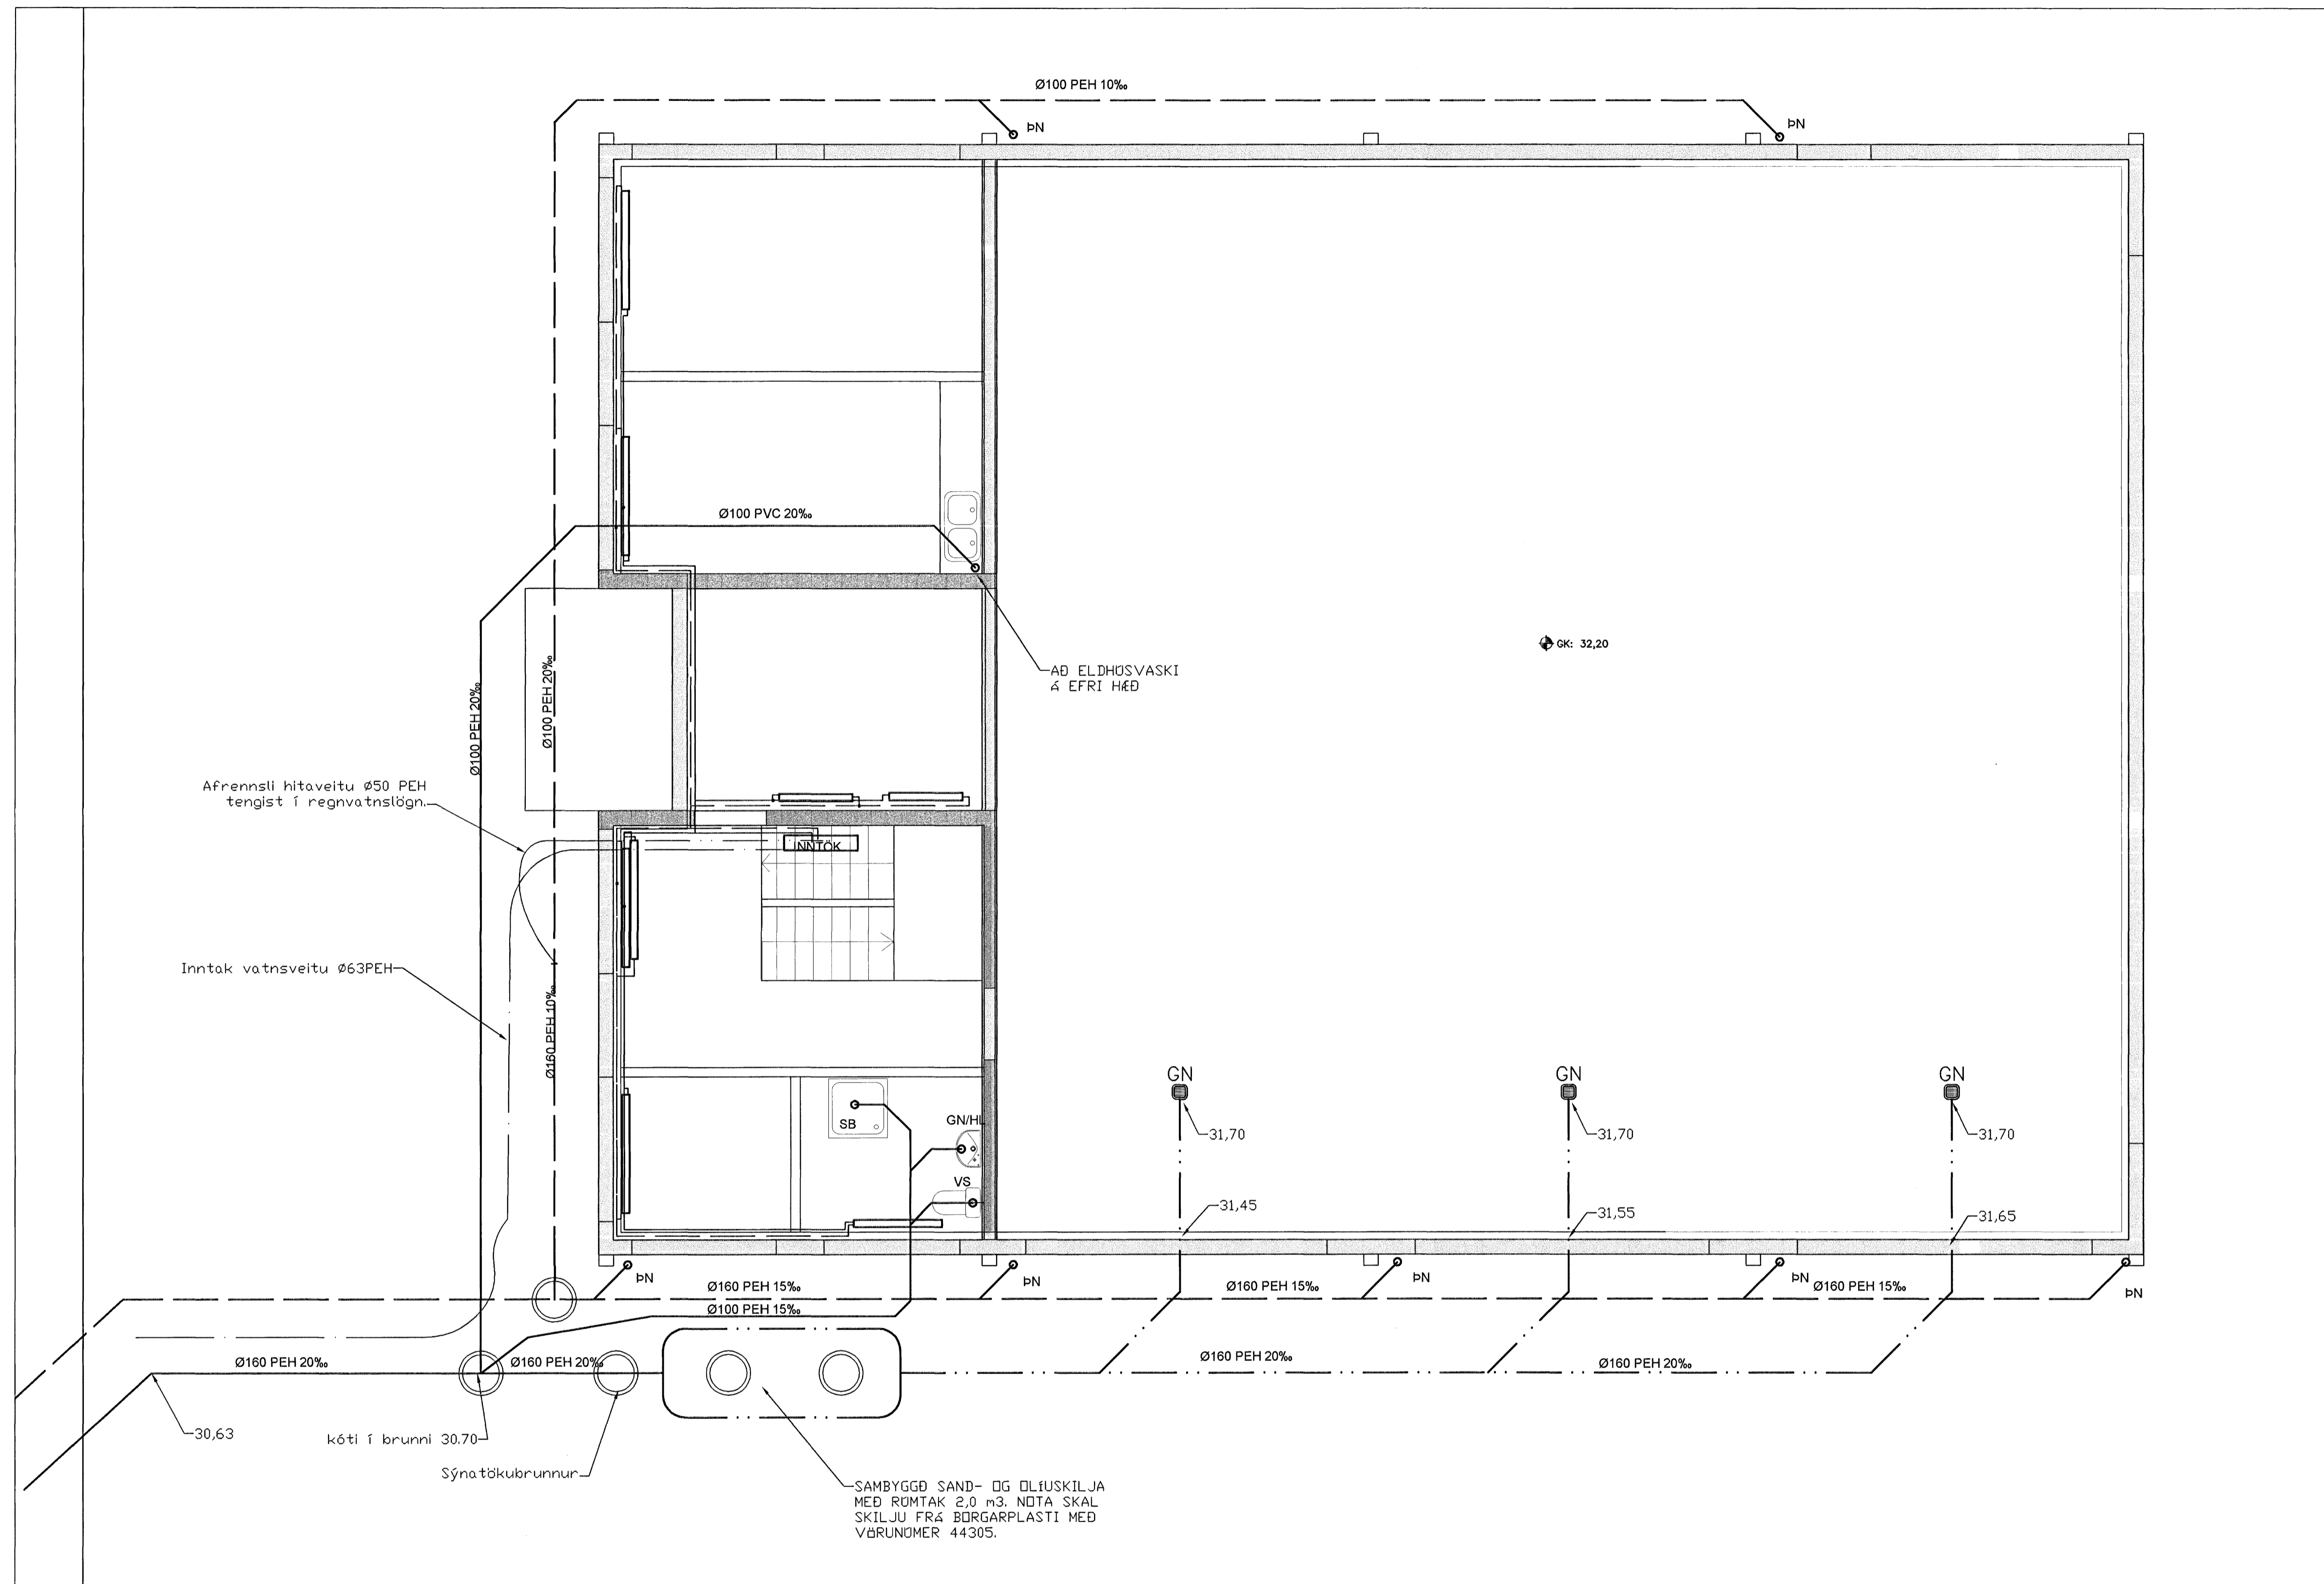 Ø100 PEH 10‰
ÞN
ÞN
Ø100 PVC 20‰
GK: 32,20
AÐ ELDHÚSVASKI
Á EFRI HÆÐ
Ø100 PEH 20‰
Ø100 PEH 20‰
Afrennsli hitaveitu Ø50 PEH
tengist í regnvatnslögn.
INNTÖK
Inntak vatnsveitu Ø63PEH
Ø160 PEH 10‰
GN
GN
GN
SB
GN/HL
31,70
31,70
31,70
VS
31,45
31,55
31,65
ÞN
Ø160 PEH 15‰
ÞN
Ø160 PEH 15‰
ÞN
ÞN
Ø160 PEH 15‰
ÞN
Ø100 PEH 15‰
Ø160 PEH 20‰
Ø160 PEH 20‰
Ø160 PEH 20‰
Ø160 PEH 20‰
30,63
kóti í brunni 30.70
Sýnatökubrunnur
SAMBYGGÐ SAND- OG OLÍUSKILJA
MEÐ RÚMTAK 2,0 m3. NOTA SKAL
SKILJU FRÁ BORGARPLASTI MEÐ
VÖRUNÚMER 44305.